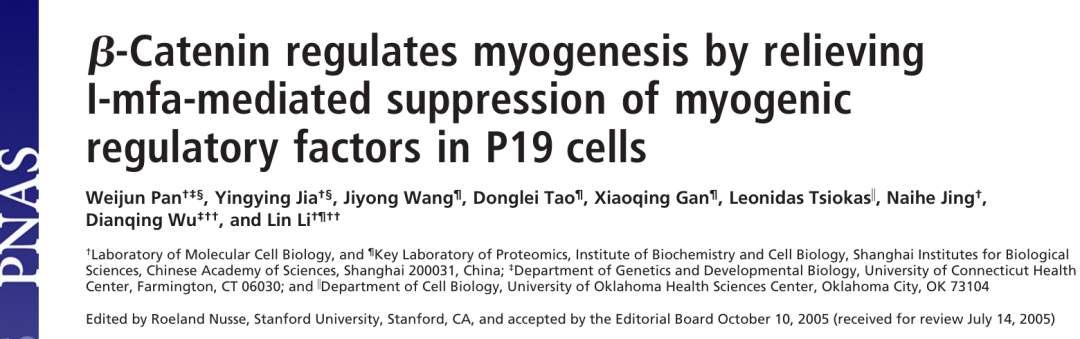 β-Catenin regulates myogenesis by relieving
I-mfa-mediated suppression of myogenic
regulatory factors in P19 cells
Weijun Pan†‡§, Yingying Jia†§, Jiyong Wang¶, Donglei Tao¶, Xiaoqing Gan¶, Leonidas Tsiokas‖, Naihe Jing†,
Dianqing Wu‡††, and Lin Li†¶††
†Laboratory of Molecular Cell Biology, and ¶Key Laboratory of Proteomics, Institute of Biochemistry and Cell Biology, Shanghai Institutes for Biological
Sciences, Chinese Academy of Sciences, Shanghai 200031, China; ‡Department of Genetics and Developmental Biology, University of Connecticut Health
Center, Farmington, CT 06030; and ‖Department of Cell Biology, University of Oklahoma Health Sciences Center, Oklahoma City, OK 73104
Edited by Roeland Nusse, Stanford University, Stanford, CA, and accepted by the Editorial Board October 10, 2005 (received for review July 14, 2005)
PNAS